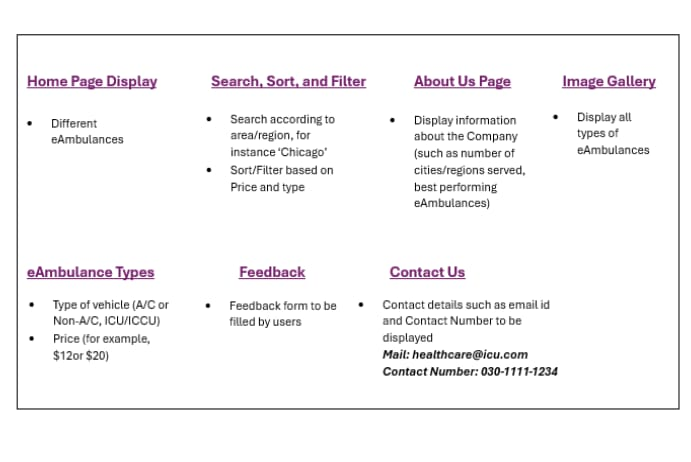 Home Page Display
• Different
eAmbulances
Search, Sort, and Filter
• Search according to
area/region, for
instance ‘Chicago’
• Sort/Filter based on
Price and type
About Us Page
• Display information
about the Company
(such as number of
cities/regions served,
best performing
eAmbulances)
Image Gallery
• Display all
types of
eAmbulances
eAmbulance Types
• Type of vehicle (A/C or
Non-A/C, ICU/ICCU)
• Price (for example,
$12or $20)
Feedback
• Feedback form to be
filled by users
Contact Us
• Contact details such as email id
and Contact Number to be
displayed
Mail: healthcare@icu.com
Contact Number: 030-1111-1234